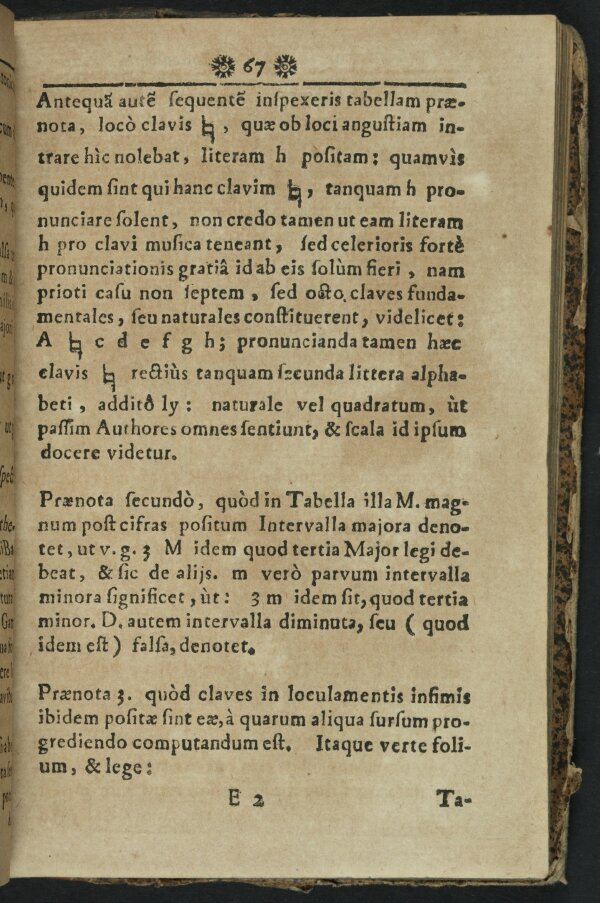 67
Antequã autẽ ſequentẽ inſpexeris tabellam præ-
nota, locò clavis ♮, quæ ob loci anguſtiam in-
trare hìc nolebat, literam h poſitam: quamvìs
quidem ſint qui hanc clavim ♮, tanquam h pro-
nunciare ſolent, non credo tamen ut eam literam
h pro clavi muſica teneant, ſed celerioris fortè
pronunciationis gratiâ id ab eis ſolùm fieri, nam
prioti caſu non ſeptem, ſed octo claves funda-
mentales, ſeu naturales conſtituerent, videlicet:
A ♮ c d e f g h; pronuncianda tamen hæc
clavis ♮ rectiùs tanquam ſecunda littera alpha-
beti, additô ly: naturale vel quadratum, ùt
paſſim Authores omnes ſentiunt, & ſcala id ipſum
docere videtur.
Prænota ſecundò, quòd in Tabella illa M. mag-
num poſt cifras poſitum Intervalla majora deno-
tet, ut v. g. 3 M idem quod tertia Major legi de-
beat, & ſic de alijs. m verò parvum intervalla
minora ſignificet, ùt: 3 m idem ſit, quod tertia
minor. D. autem intervalla diminuta, ſeu ( quod
idem eſt ) falſa, denotet.
Prænota 3. quòd claves in loculamentis infimis
ibidem poſitæ ſint eæ, à quarum aliqua ſurſum pro-
grediendo computandum eſt. Itaque verte foli-
um, & lege:
E 2 Ta-